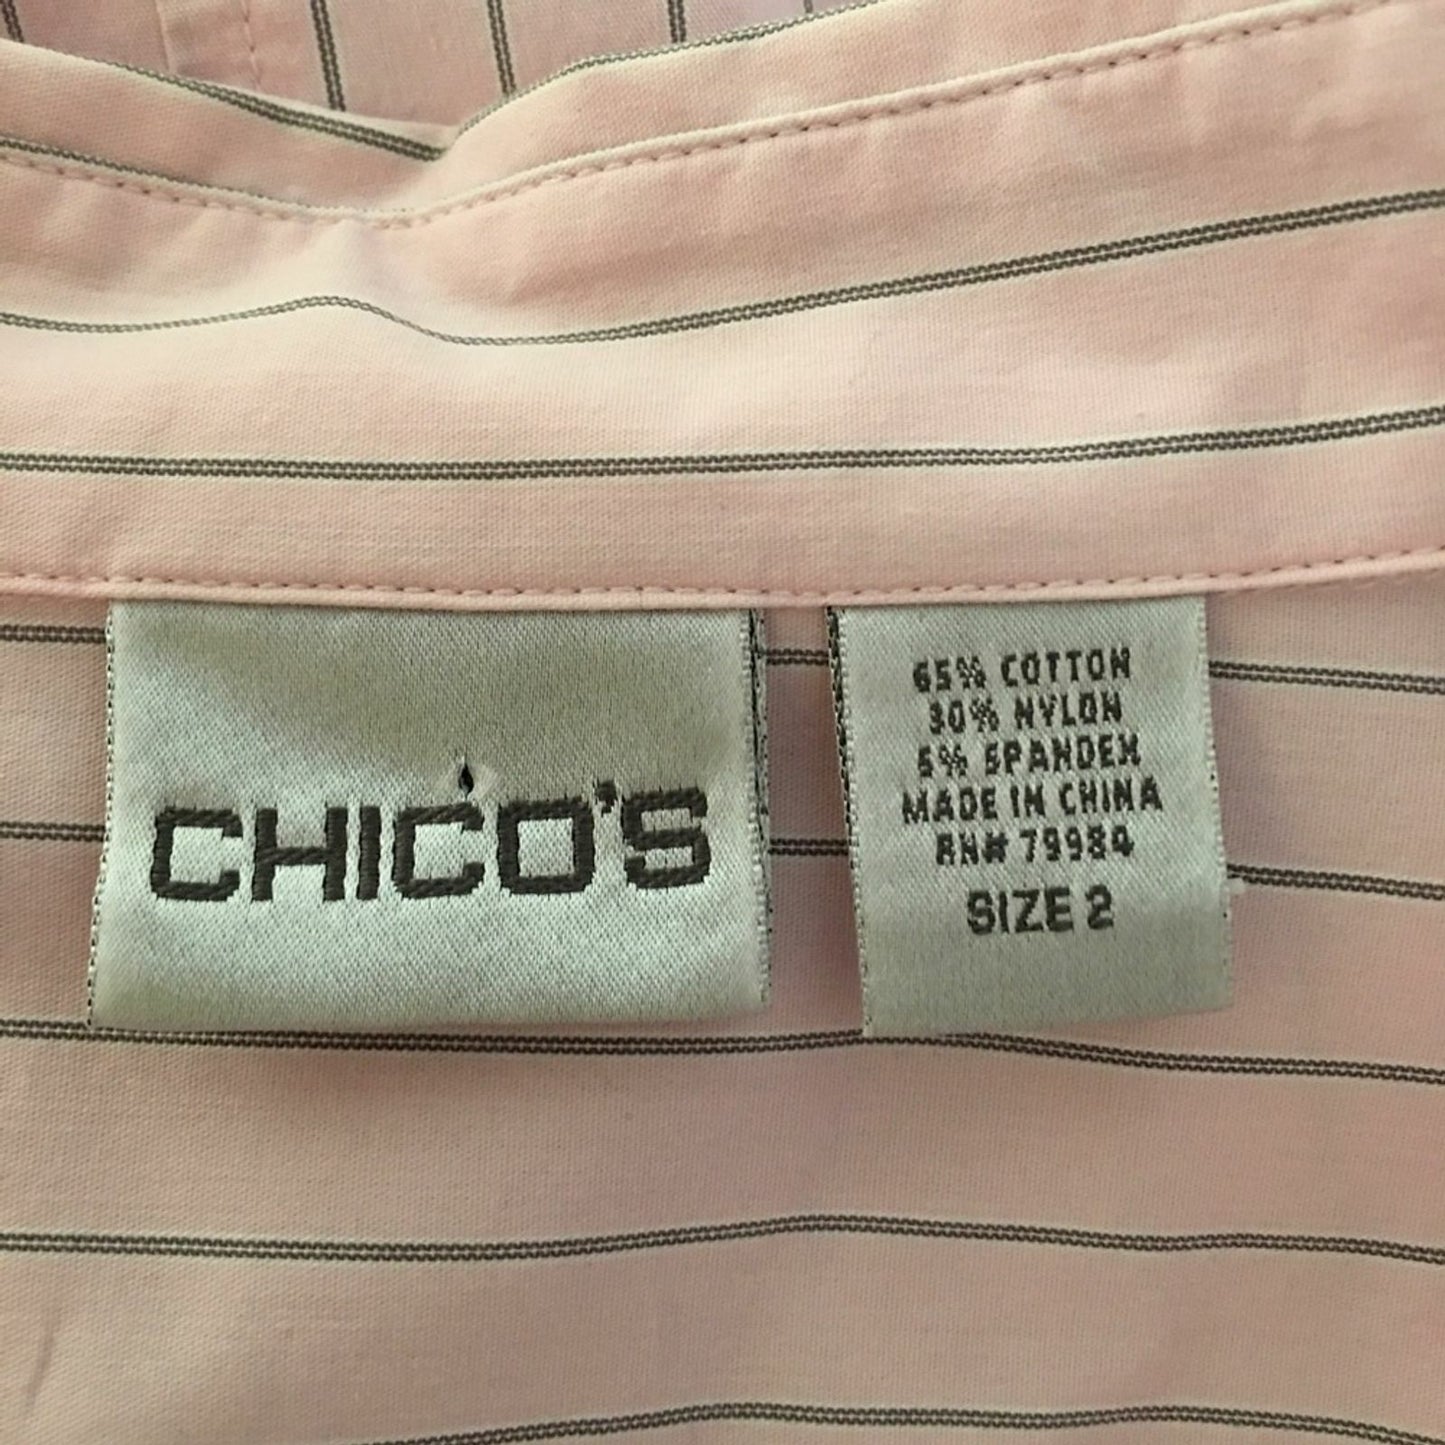 CHICO'S
65% COTTON
30% NYLON
5% SPANDEX
MADE IN CHINA
RN# 79984
SIZE 2